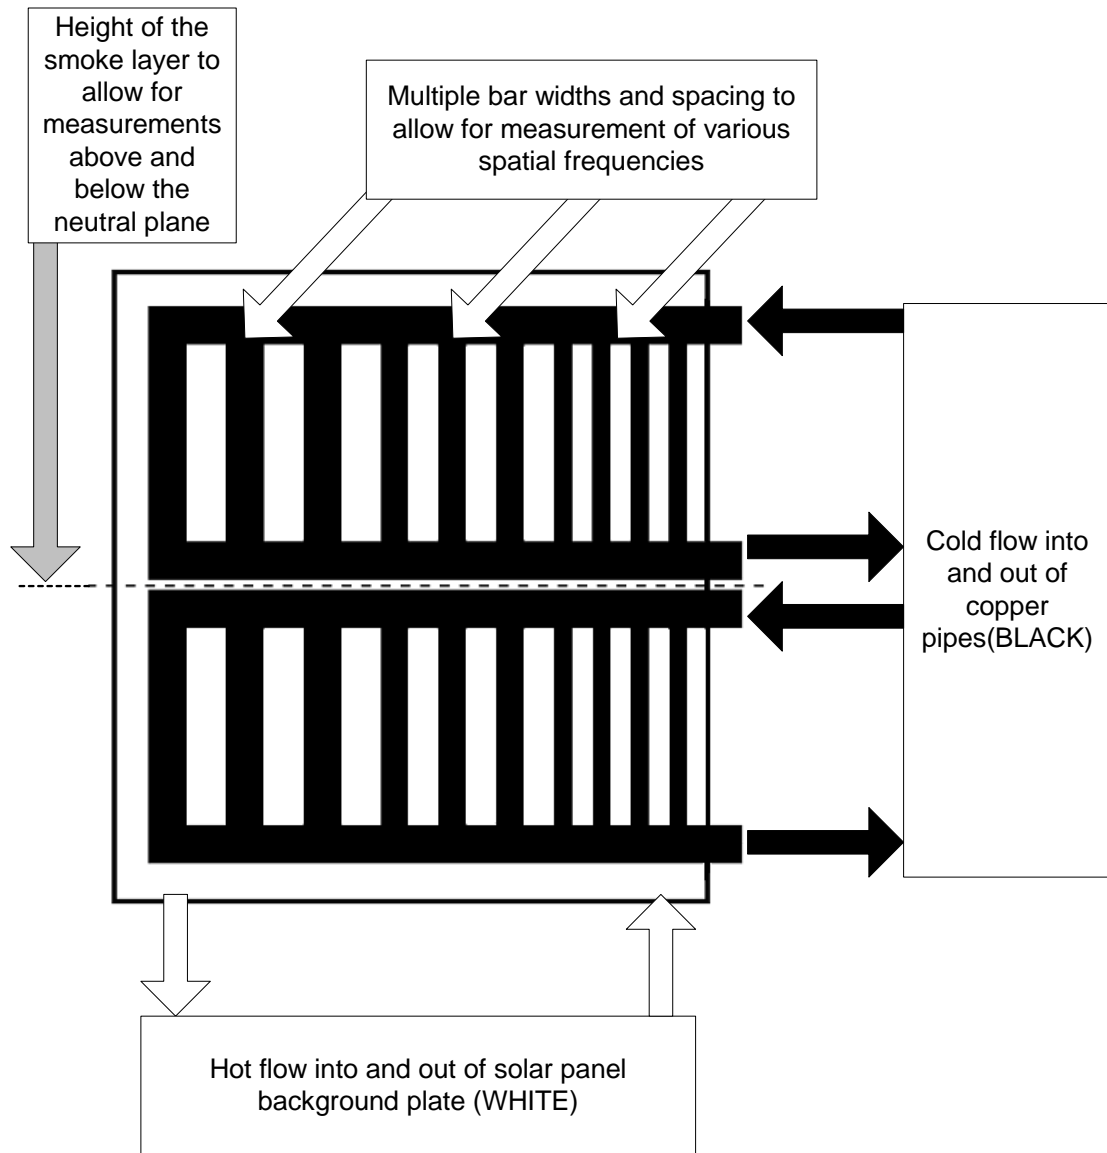 Height of the
smoke layer to
allow for
measurements
above and
below the
neutral plane
Multiple bar widths and spacing to
allow for measurement of various
spatial frequencies
Cold flow into
and out of
copper
pipes(BLACK)
Hot flow into and out of solar panel
background plate (WHITE)